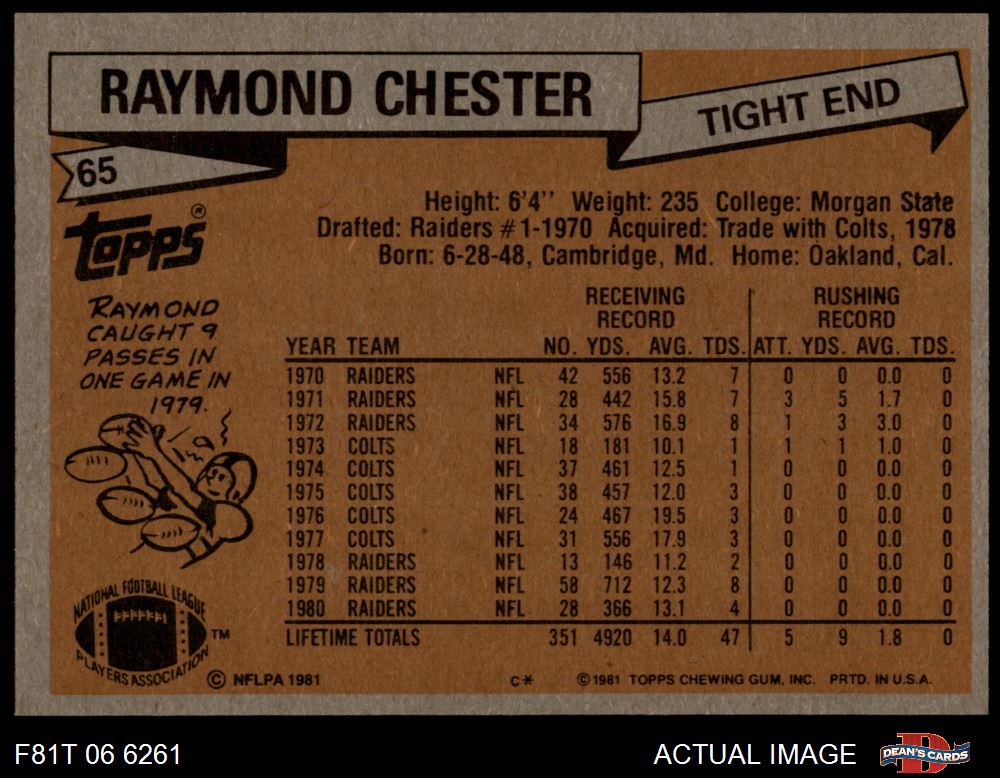 RAYMOND CHESTER
TIGHT END
65
Topps®
Height: 6'4'' Weight: 235 College: Morgan State
Drafted: Raiders #1-1970 Acquired: Trade with Colts, 1978
Born: 6-28-48, Cambridge, Md. Home: Oakland, Cal.
RAYMOND
CAUGHT 9
PASSES IN
ONE GAME IN
1979.
RECEIVING RECORD RUSHING RECORD
YEAR TEAM NO. YDS. AVG. TDS. ATT. YDS. AVG. TDS.
1970 RAIDERS NFL 42 556 13.2 7 0 0 0.0 0
1971 RAIDERS NFL 28 442 15.8 7 3 5 1.7 0
1972 RAIDERS NFL 34 576 16.9 8 1 3 3.0 0
1973 COLTS NFL 18 181 10.1 1 1 1 1.0 0
1974 COLTS NFL 37 461 12.5 1 0 0 0.0 0
1975 COLTS NFL 38 457 12.0 3 0 0 0.0 0
1976 COLTS NFL 24 467 19.5 3 0 0 0.0 0
1977 COLTS NFL 31 556 17.9 3 0 0 0.0 0
1978 RAIDERS NFL 13 146 11.2 2 0 0 0.0 0
1979 RAIDERS NFL 58 712 12.3 8 0 0 0.0 0
1980 RAIDERS NFL 28 366 13.1 4 0 0 0.0 0
LIFETIME TOTALS 351 4920 14.0 47 5 9 1.8 0
NATIONAL FOOTBALL LEAGUE
PLAYERS ASSOCIATION
TM
© NFLPA 1981
C*
© 1981 TOPPS CHEWING GUM, INC. PRTD. IN U.S.A.
F81T 06 6261
ACTUAL IMAGE
D
DEAN'S CARDS